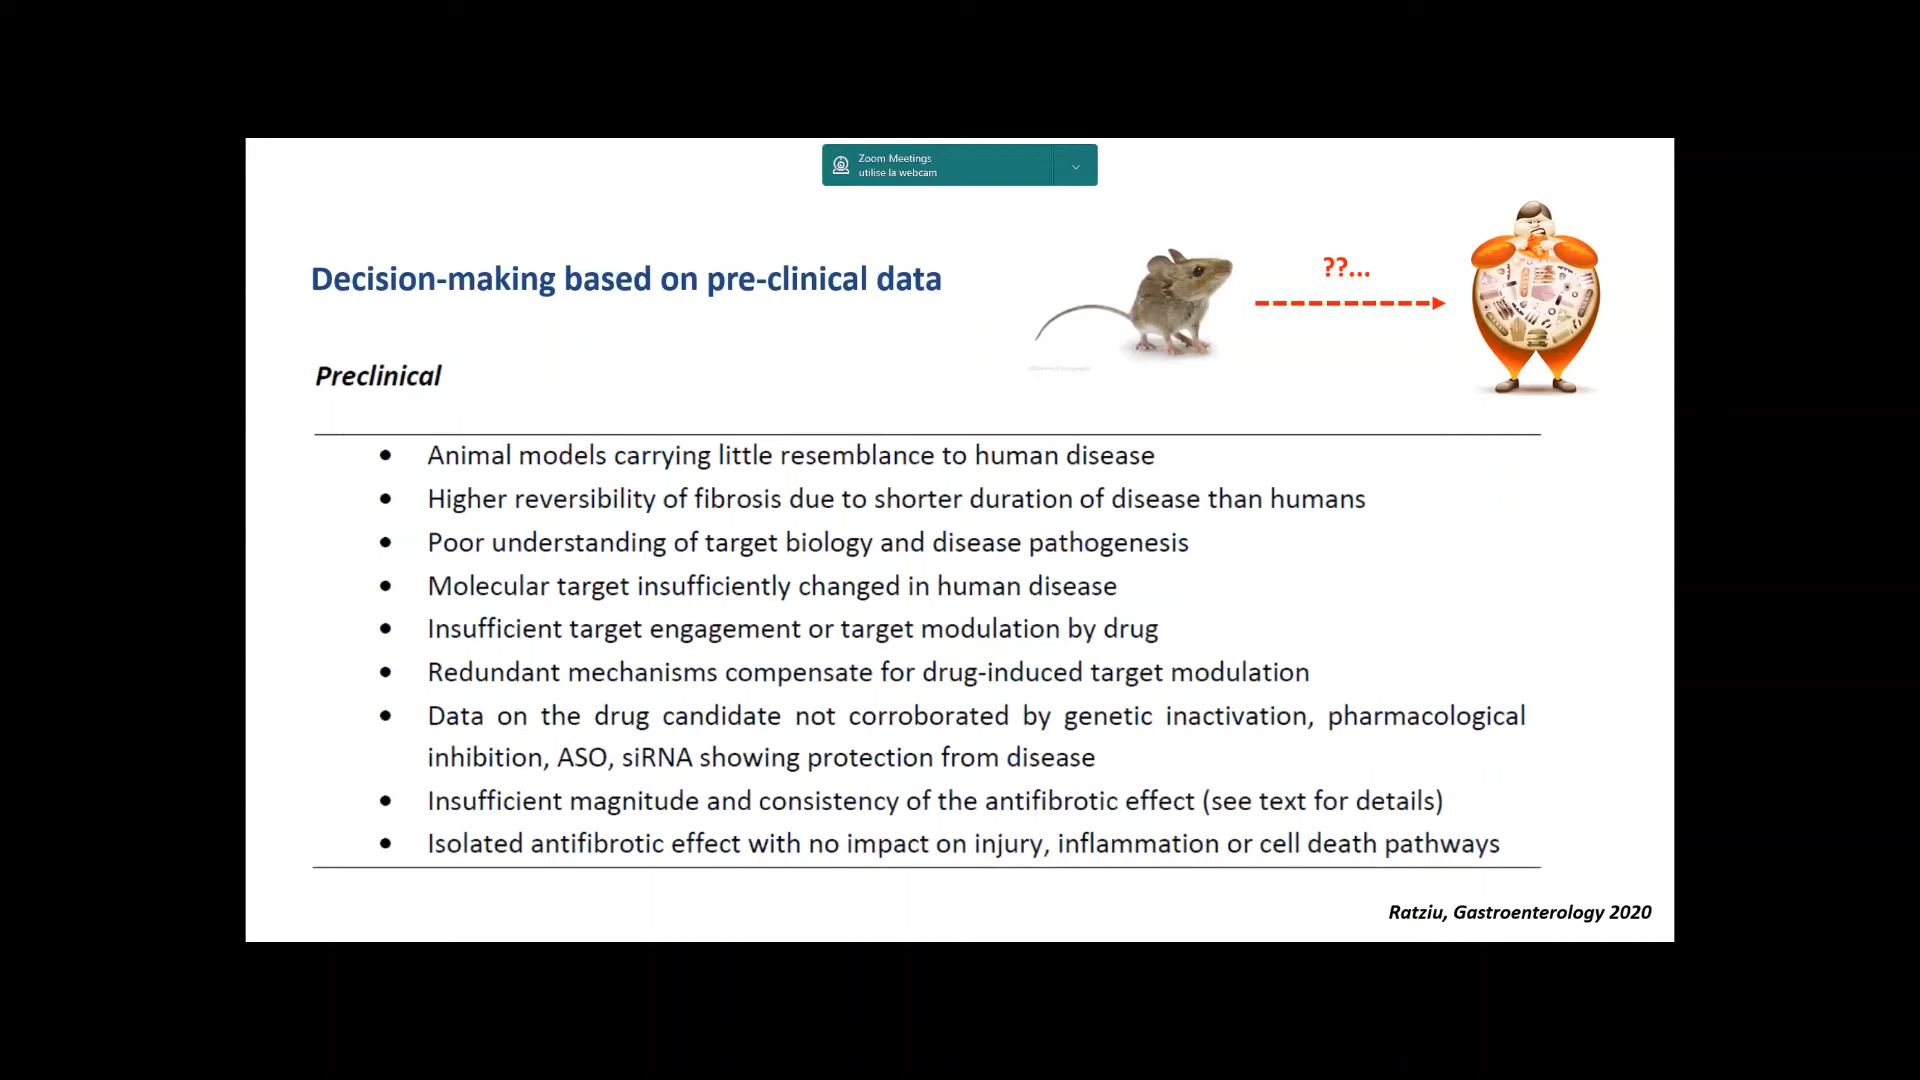 Zoom Meetings
utilise la webcam
??...
Decision-making based on pre-clinical data
Preclinical
• Animal models carrying little resemblance to human disease
• Higher reversibility of fibrosis due to shorter duration of disease than humans
• Poor understanding of target biology and disease pathogenesis
• Molecular target insufficiently changed in human disease
• Insufficient target engagement or target modulation by drug
• Redundant mechanisms compensate for drug-induced target modulation
• Data on the drug candidate not corroborated by genetic inactivation, pharmacological
inhibition, ASO, siRNA showing protection from disease
• Insufficient magnitude and consistency of the antifibrotic effect (see text for details)
• Isolated antifibrotic effect with no impact on injury, inflammation or cell death pathways
Ratziu, Gastroenterology 2020